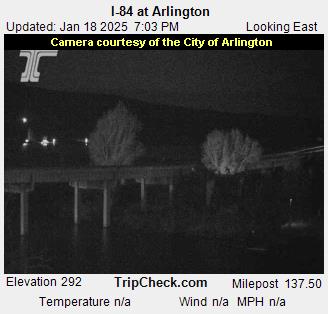 I-84 at Arlington
Updated: Jan 18 2025 7:03 PM Looking East
Camera courtesy of the City of Arlington
Elevation 292 TripCheck.com Milepost 137.50
Temperature n/a Wind n/a MPH n/a